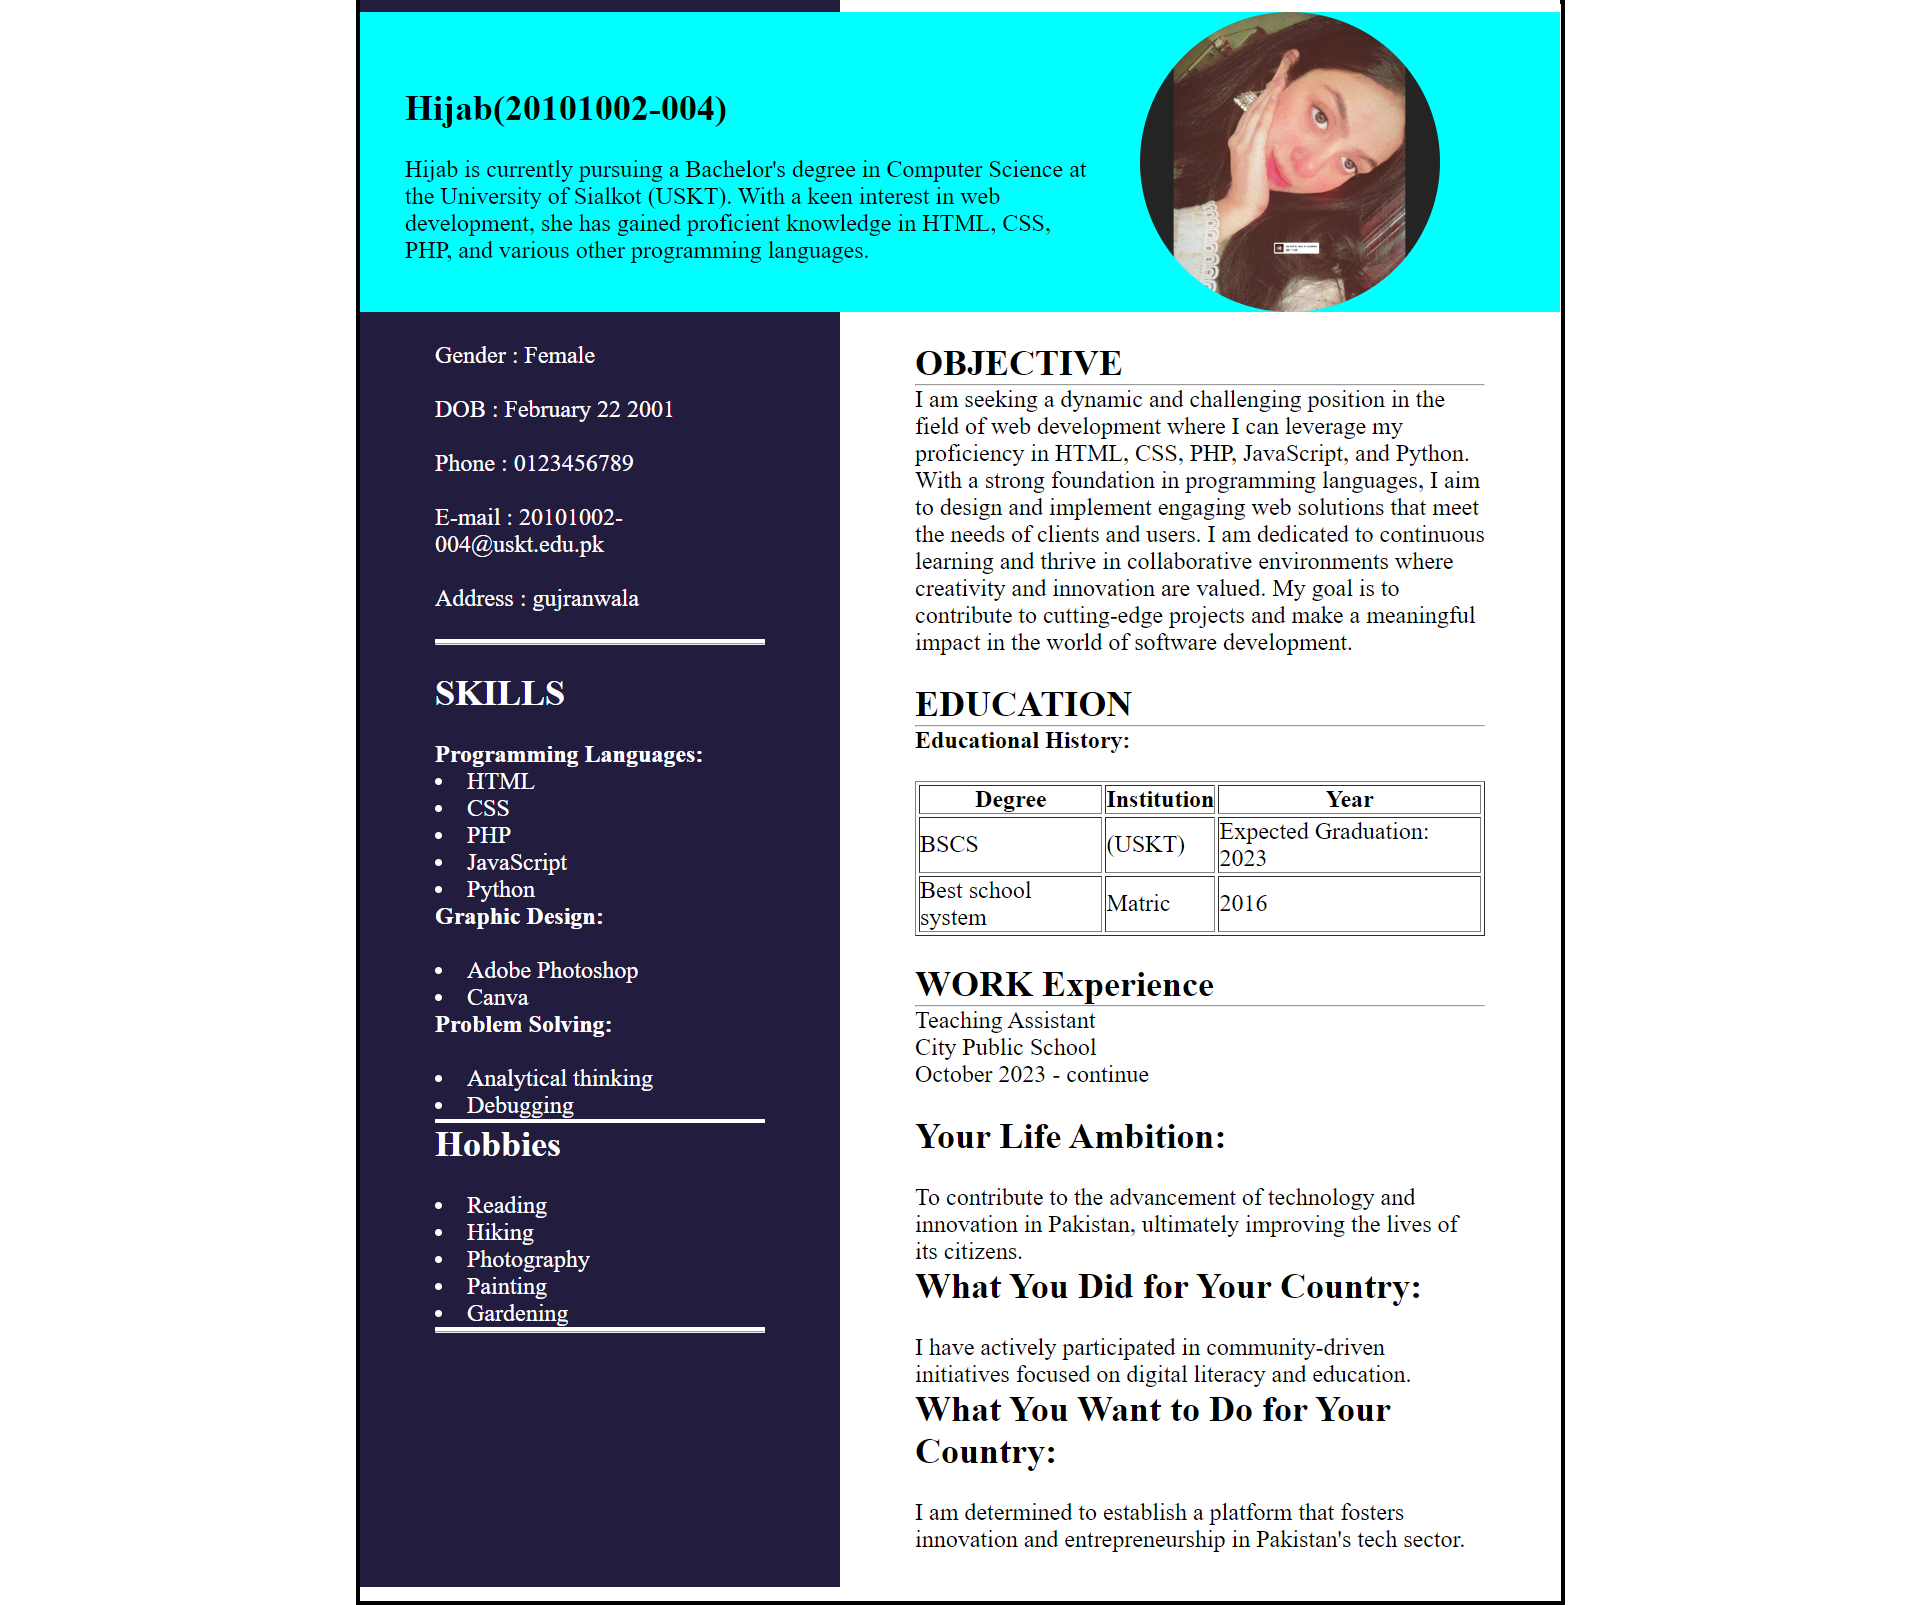 Hijab(20101002-004)
Hijab is currently pursuing a Bachelor's degree in Computer Science at
the University of Sialkot (USKT). With a keen interest in web
development, she has gained proficient knowledge in HTML, CSS,
PHP, and various other programming languages.
Gender : Female
DOB : February 22 2001
Phone : 0123456789
E-mail : 20101002-
004@uskt.edu.pk
Address : gujranwala
SKILLS
Programming Languages:
• HTML
• CSS
• PHP
• JavaScript
• Python
Graphic Design:
• Adobe Photoshop
• Canva
Problem Solving:
• Analytical thinking
• Debugging
Hobbies
• Reading
• Hiking
• Photography
• Painting
• Gardening
OBJECTIVE
I am seeking a dynamic and challenging position in the
field of web development where I can leverage my
proficiency in HTML, CSS, PHP, JavaScript, and Python.
With a strong foundation in programming languages, I aim
to design and implement engaging web solutions that meet
the needs of clients and users. I am dedicated to continuous
learning and thrive in collaborative environments where
creativity and innovation are valued. My goal is to
contribute to cutting-edge projects and make a meaningful
impact in the world of software development.
EDUCATION
Educational History:
Degree Institution Year
BSCS (USKT) Expected Graduation:
2023
Best school
system Matric 2016
WORK Experience
Teaching Assistant
City Public School
October 2023 - continue
Your Life Ambition:
To contribute to the advancement of technology and
innovation in Pakistan, ultimately improving the lives of
its citizens.
What You Did for Your Country:
I have actively participated in community-driven
initiatives focused on digital literacy and education.
What You Want to Do for Your
Country:
I am determined to establish a platform that fosters
innovation and entrepreneurship in Pakistan's tech sector.